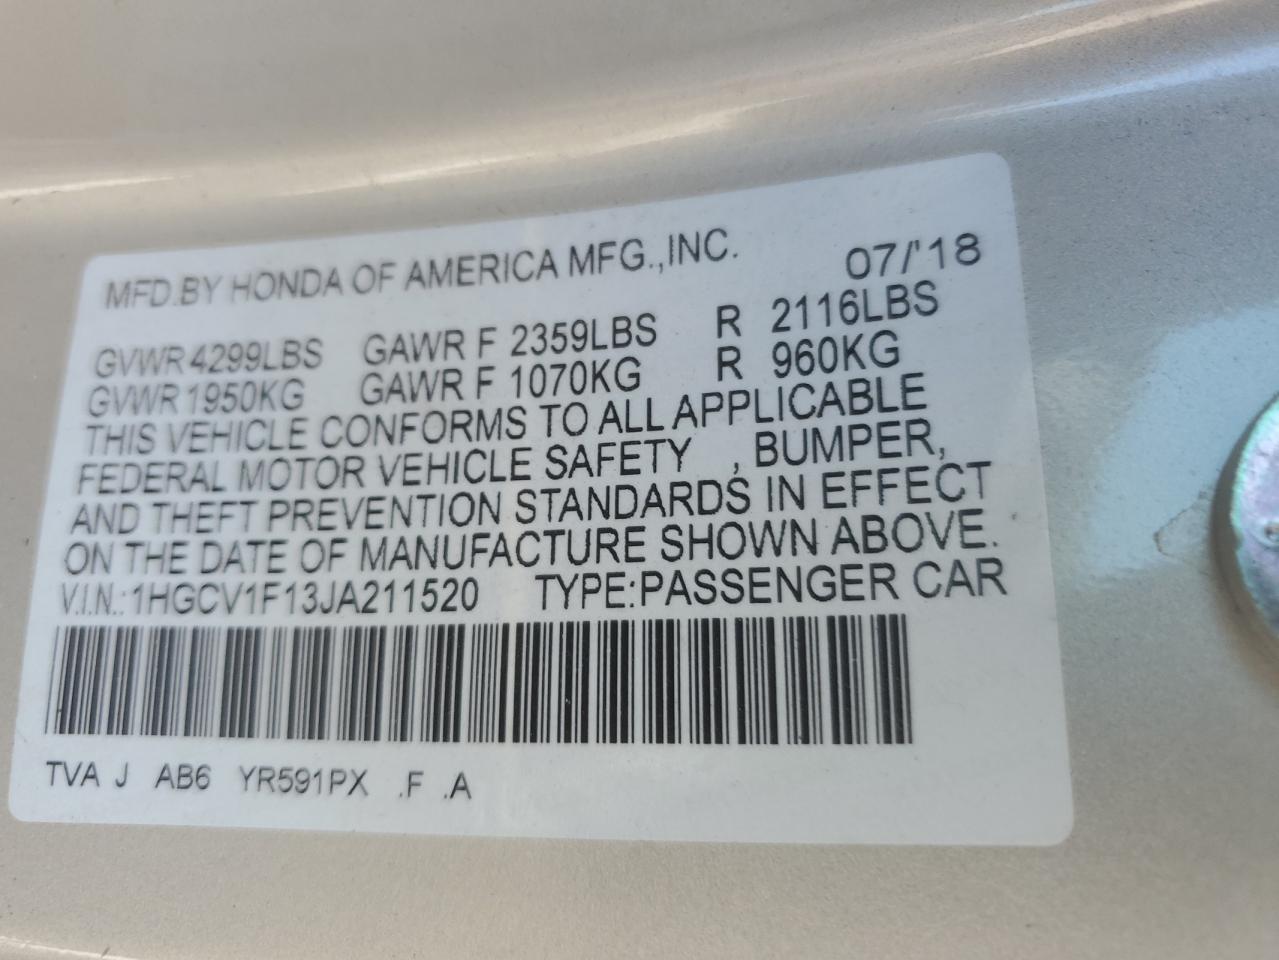 MFD.BY HONDA OF AMERICA MFG.,INC. 07/'18
GVWR 4299LBS GAWR F 2359LBS R 2116LBS
GVWR 1950KG GAWR F 1070KG R 960KG
THIS VEHICLE CONFORMS TO ALL APPLICABLE
FEDERAL MOTOR VEHICLE SAFETY , BUMPER,
AND THEFT PREVENTION STANDARDS IN EFFECT
ON THE DATE OF MANUFACTURE SHOWN ABOVE.
V.I.N.:1HGCV1F13JA211520 TYPE:PASSENGER CAR
TVA J AB6 YR591PX .F .A